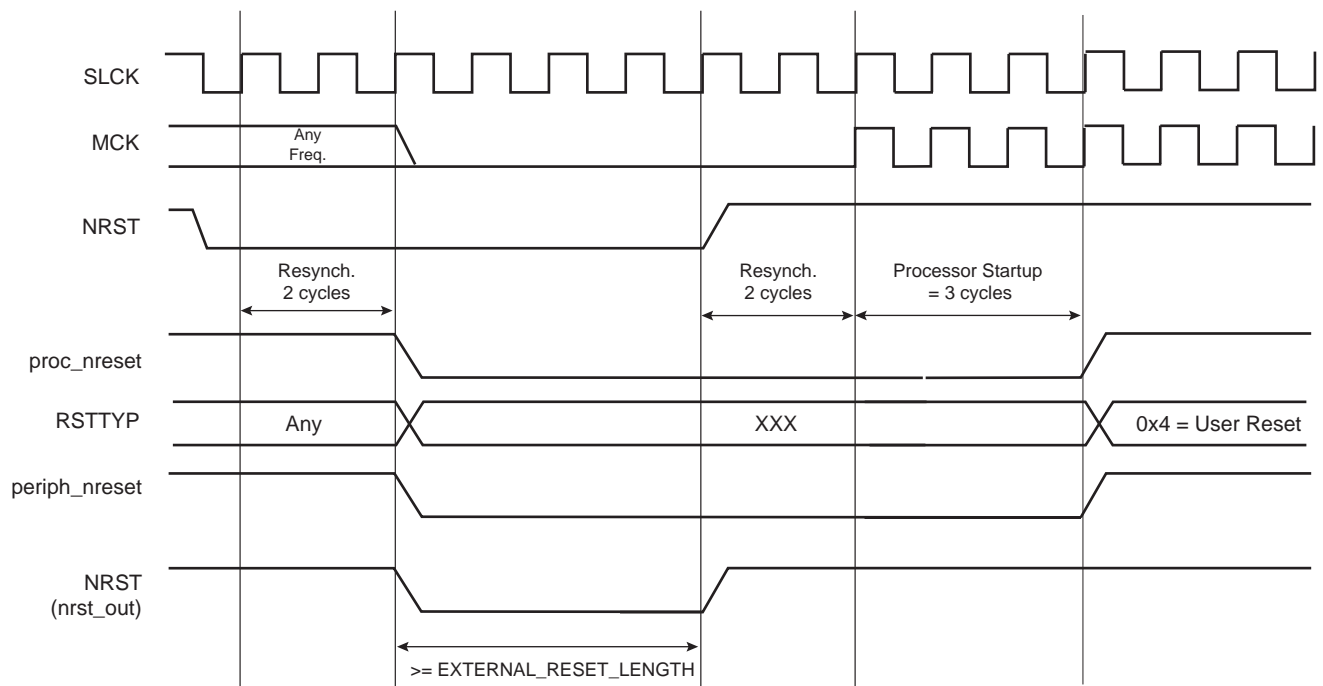 SLCK
MCK
Any
Freq.
NRST
Resynch.
2 cycles
Resynch.
2 cycles
Processor Startup
= 3 cycles
proc_nreset
RSTTYP
Any
XXX
0x4 = User Reset
periph_nreset
NRST
(nrst_out)
>= EXTERNAL_RESET_LENGTH